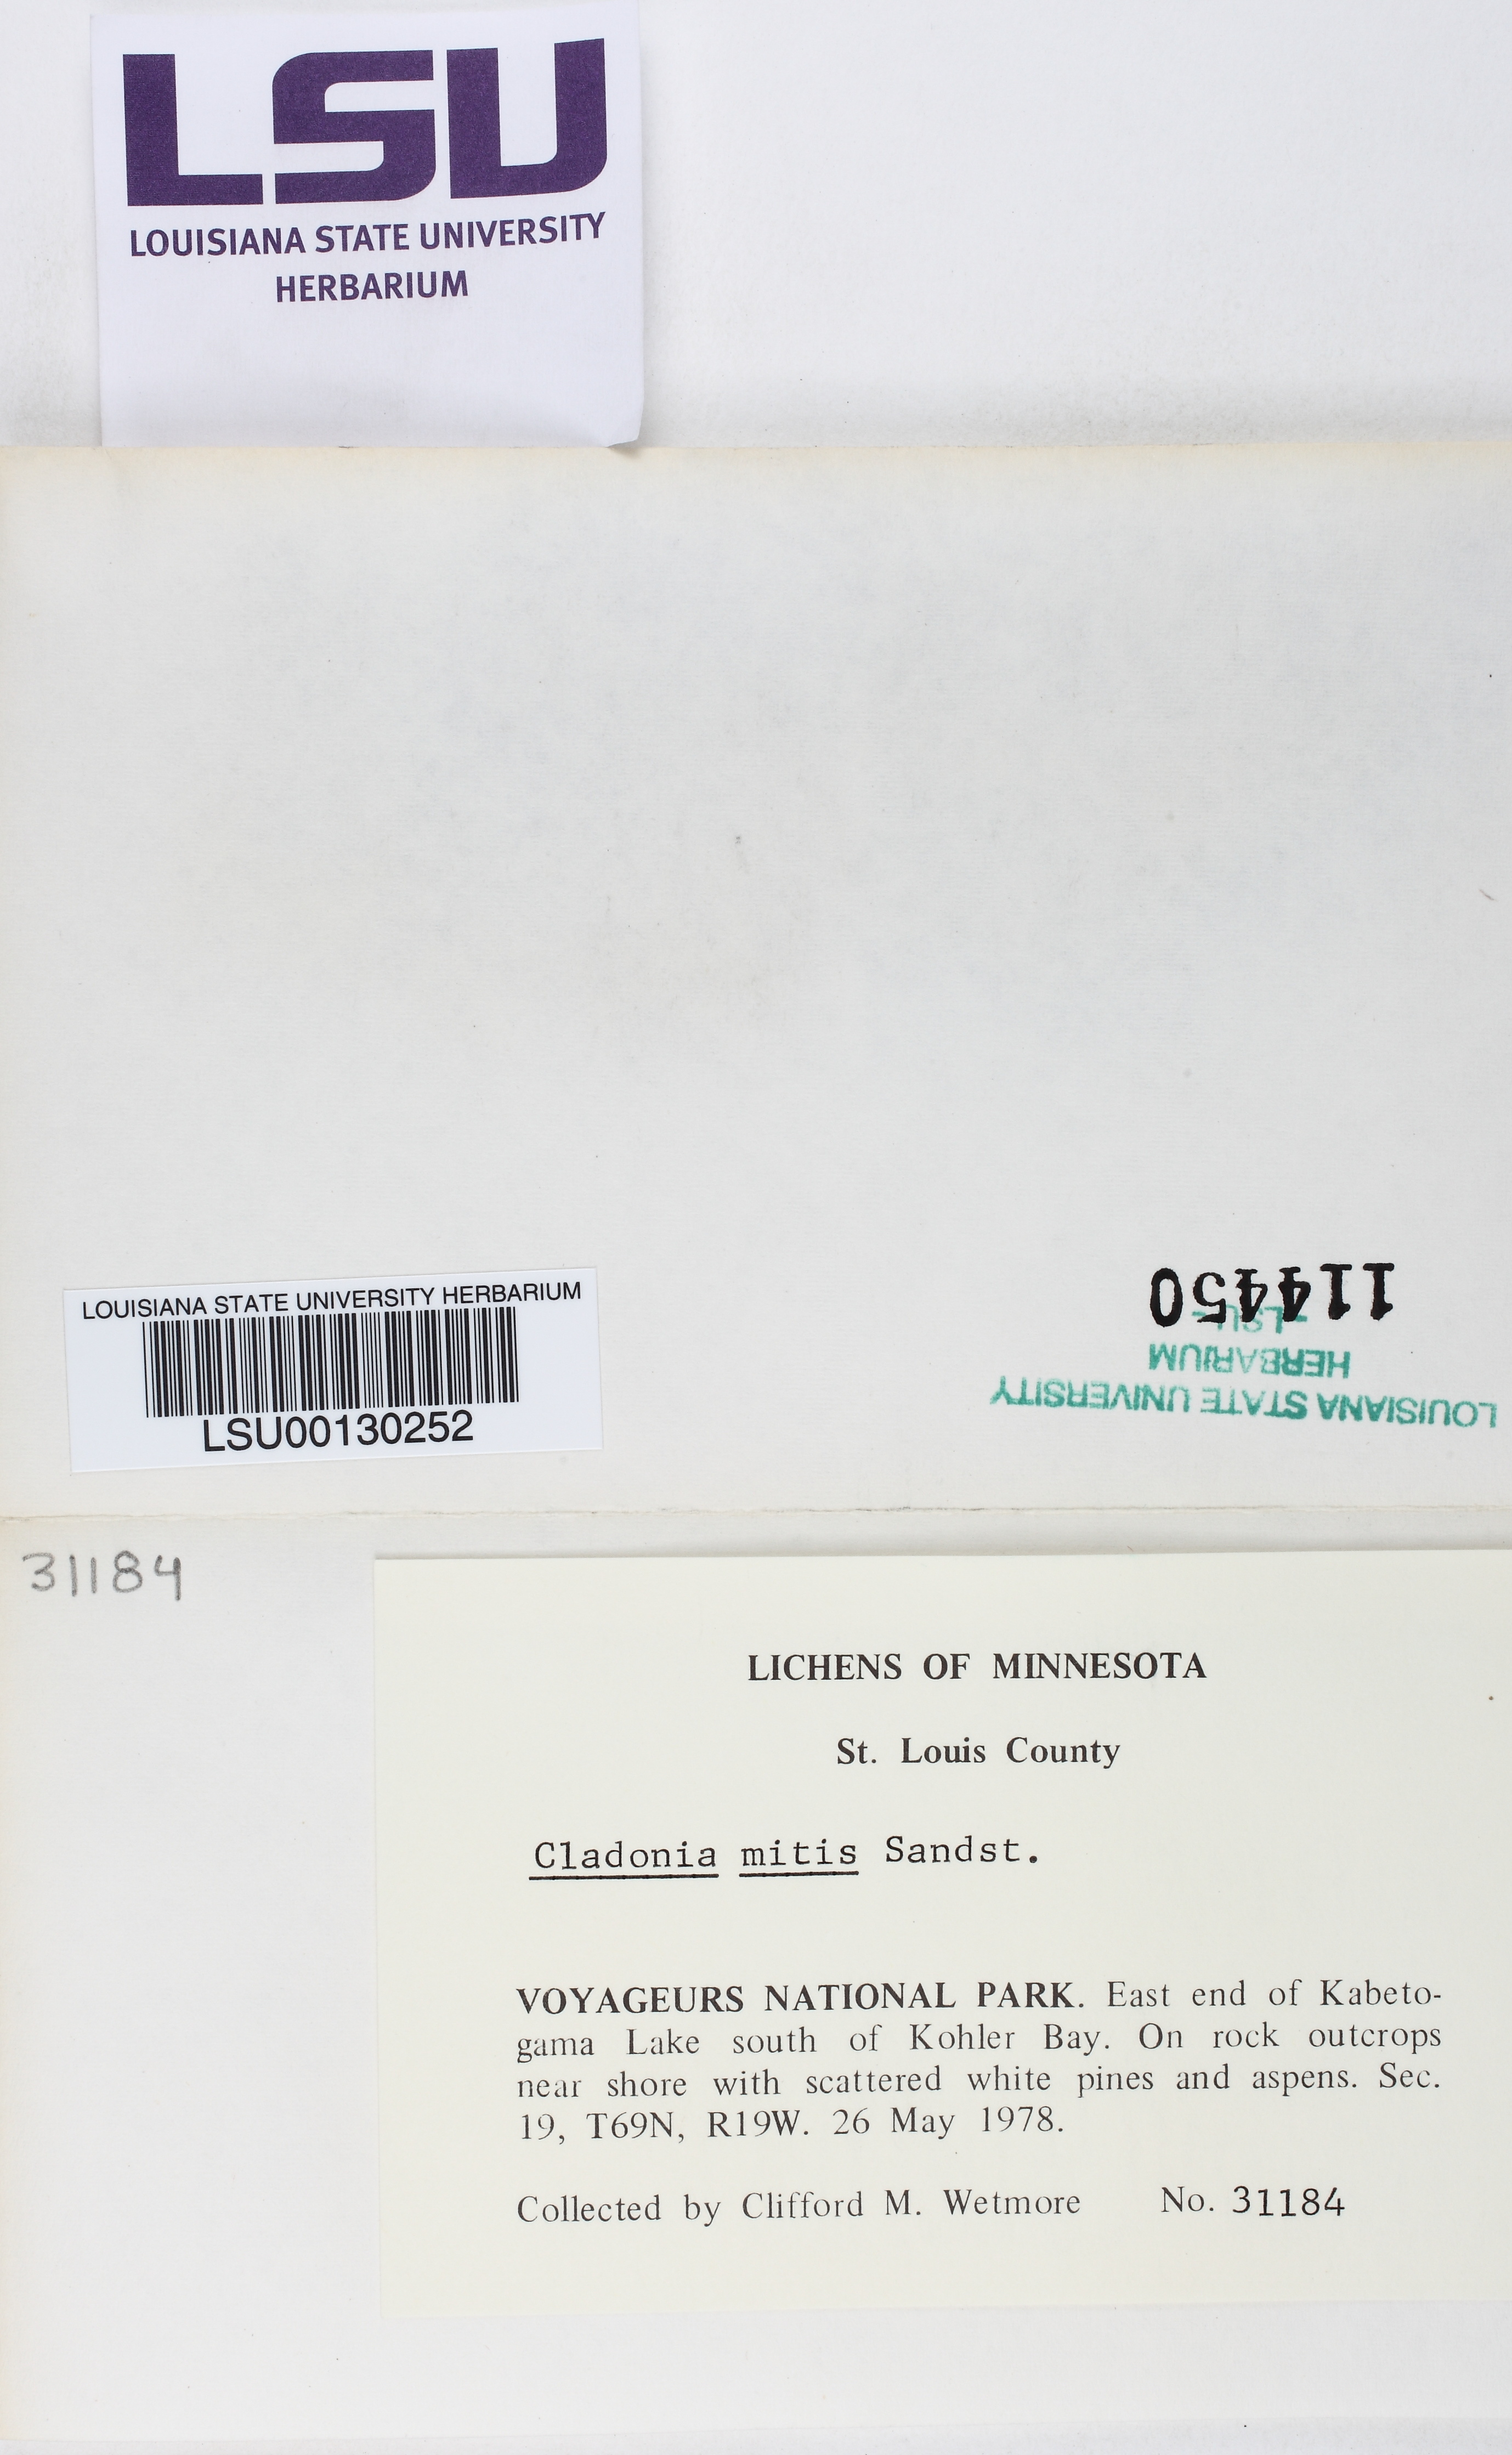 LSU
LOUISIANA STATE UNIVERSITY
HERBARIUM
LOUISIANA STATE UNIVERSITY HERBARIUM
LSU00130252
LOUISIANA STATE UNIVERSITY
HERBARIUM
-LSU-
114450
31184
LICHENS OF MINNESOTA
St. Louis County
Cladonia mitis Sandst.
VOYAGEURS NATIONAL PARK. East end of Kabeto-
gama Lake south of Kohler Bay. On rock outcrops
near shore with scattered white pines and aspens. Sec.
19, T69N, R19W. 26 May 1978.
Collected by Clifford M. Wetmore No. 31184